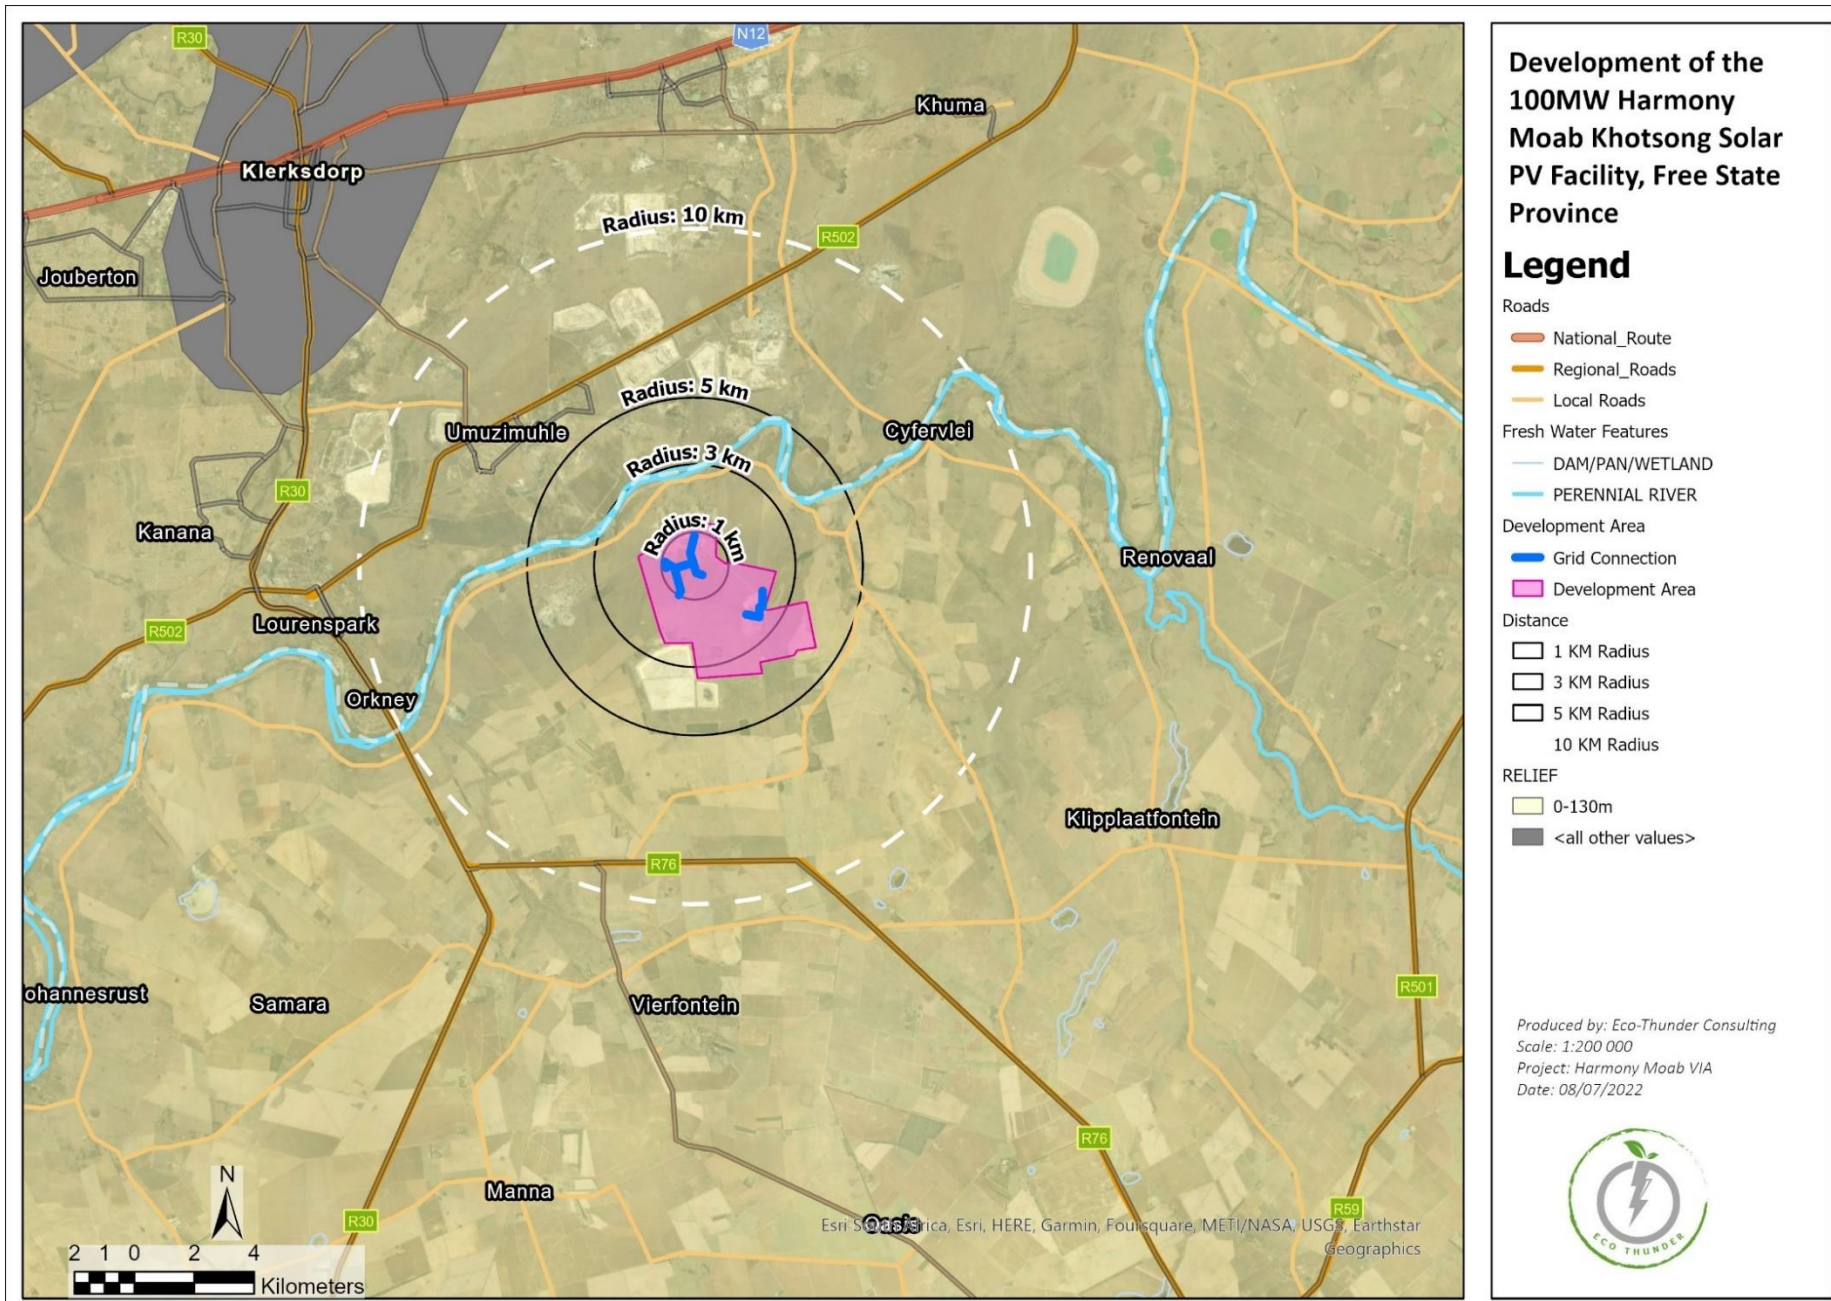 R30
N12
Khuma
Klerksdorp
Radius: 10 km
R502
Jouberton
Radius: 5 km
Umuzimuhle
Cyfervlei
Radius: 3 km
R30
Kanana
Radius: 1 km
Renovaal
R502
Lourenspark
Orkney
Klipplaatfontein
R76
R501
ohannesrust
Samara
Vierfontein
R76
Manna
R30
R59
Oasis
Esri South Africa, Esri, HERE, Garmin, Foursquare, METI/NASA, USGS, Earthstar
Geographics
N
2 1 0 2 4
Kilometers
Development of the
100MW Harmony
Moab Khotsong Solar
PV Facility, Free State
Province
Legend
Roads
National_Route
Regional_Roads
Local Roads
Fresh Water Features
DAM/PAN/WETLAND
PERENNIAL RIVER
Development Area
Grid Connection
Development Area
Distance
1 KM Radius
3 KM Radius
5 KM Radius
10 KM Radius
RELIEF
0-130m
<all other values>
Produced by: Eco-Thunder Consulting
Scale: 1:200 000
Project: Harmony Moab VIA
Date: 08/07/2022
ECO THUNDER